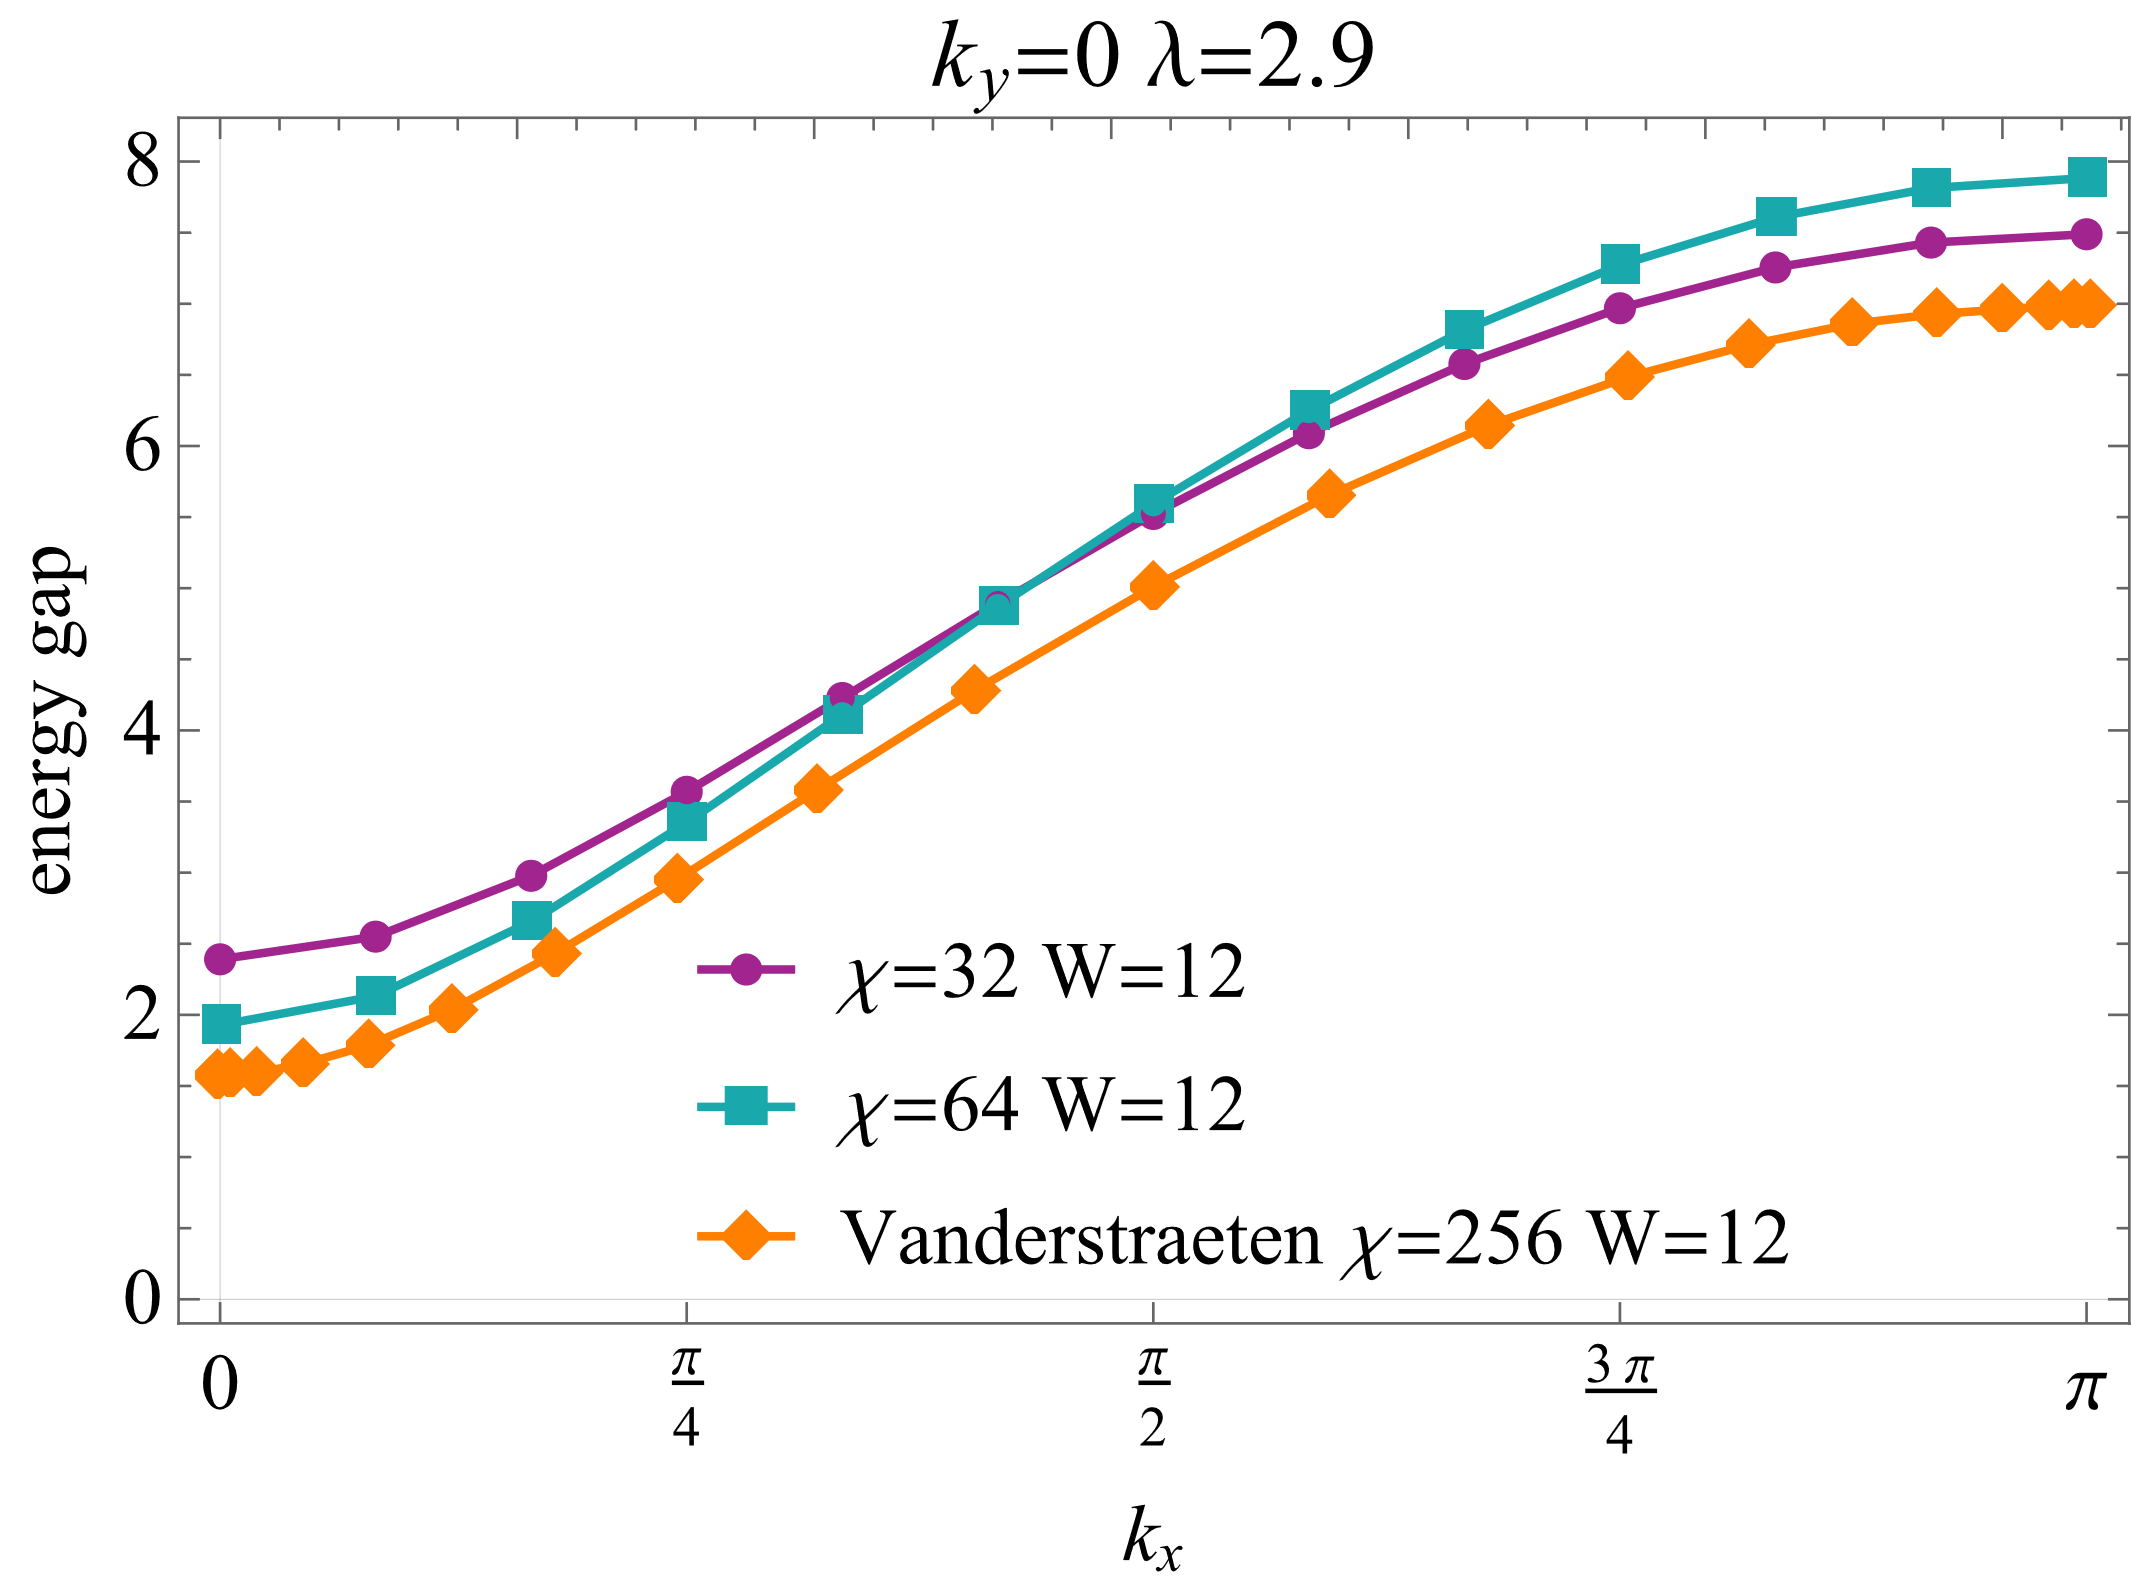 k_y=0 λ=2.9
8
6
4
2
0
energy gap
χ=32 W=12
χ=64 W=12
Vanderstraeten χ=256 W=12
0 π/4 π/2 3π/4 π
k_x